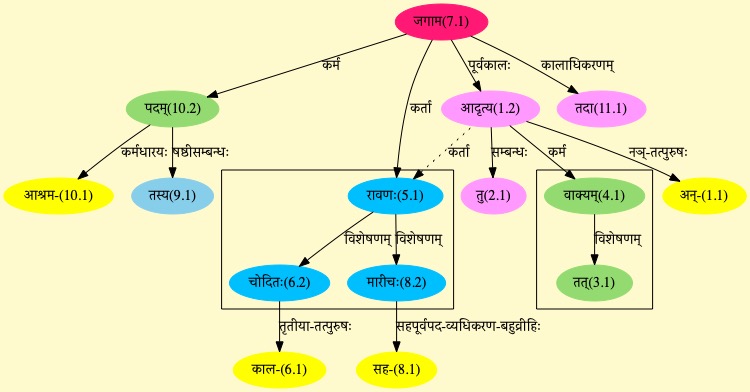 जगाम(7.1)
कर्म
पूर्वकालः
कालाधिकरणम्
पदम्(10.2)
कर्ता
आदृत्य(1.2)
तदा(11.1)
कर्मधारयः
षष्ठीसम्बन्धः
कर्ता
सम्बन्धः
कर्म
नञ्-तत्पुरुषः
आश्रम-(10.1)
तस्य(9.1)
रावणः(5.1)
तु(2.1)
वाक्यम्(4.1)
अन्-(1.1)
विशेषणम्
विशेषणम्
विशेषणम्
चोदितः(6.2)
मारीचः(8.2)
तत्(3.1)
तृतीया-तत्पुरुषः
सहपूर्वपद-व्यधिकरण-बहुव्रीहिः
काल-(6.1)
सह-(8.1)